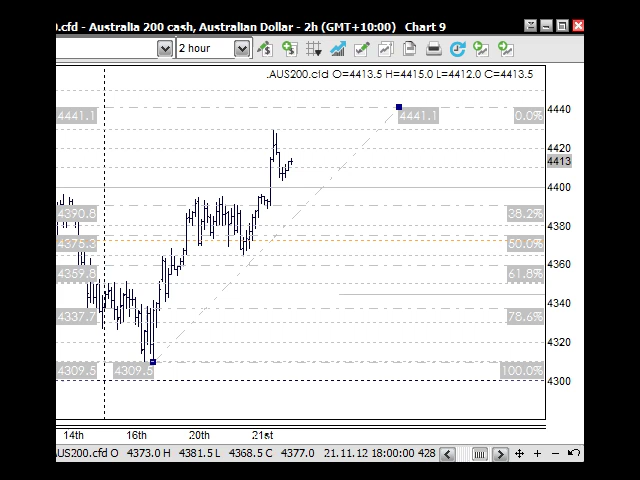 0.cfd - Australia 200 cash, Australian Dollar - 2h (GMT+10:00) Chart 9
2 hour
.AUS200.cfd O=4413.5 H=4415.0 L=4412.0 C=4413.5
4441.1 4441.1 0.0% 4440
4420
4413
4400
4390.8 38.2%
4380
4375.3 50.0%
4360
4359.8 61.8%
4340
4337.7 78.6%
4320
4309.5 4309.5 100.0%
4300
14th 16th 20th 21st
AUS200.cfd O 4373.0 H 4381.5 L 4368.5 C 4377.0 21.11.12 18:00:00 428